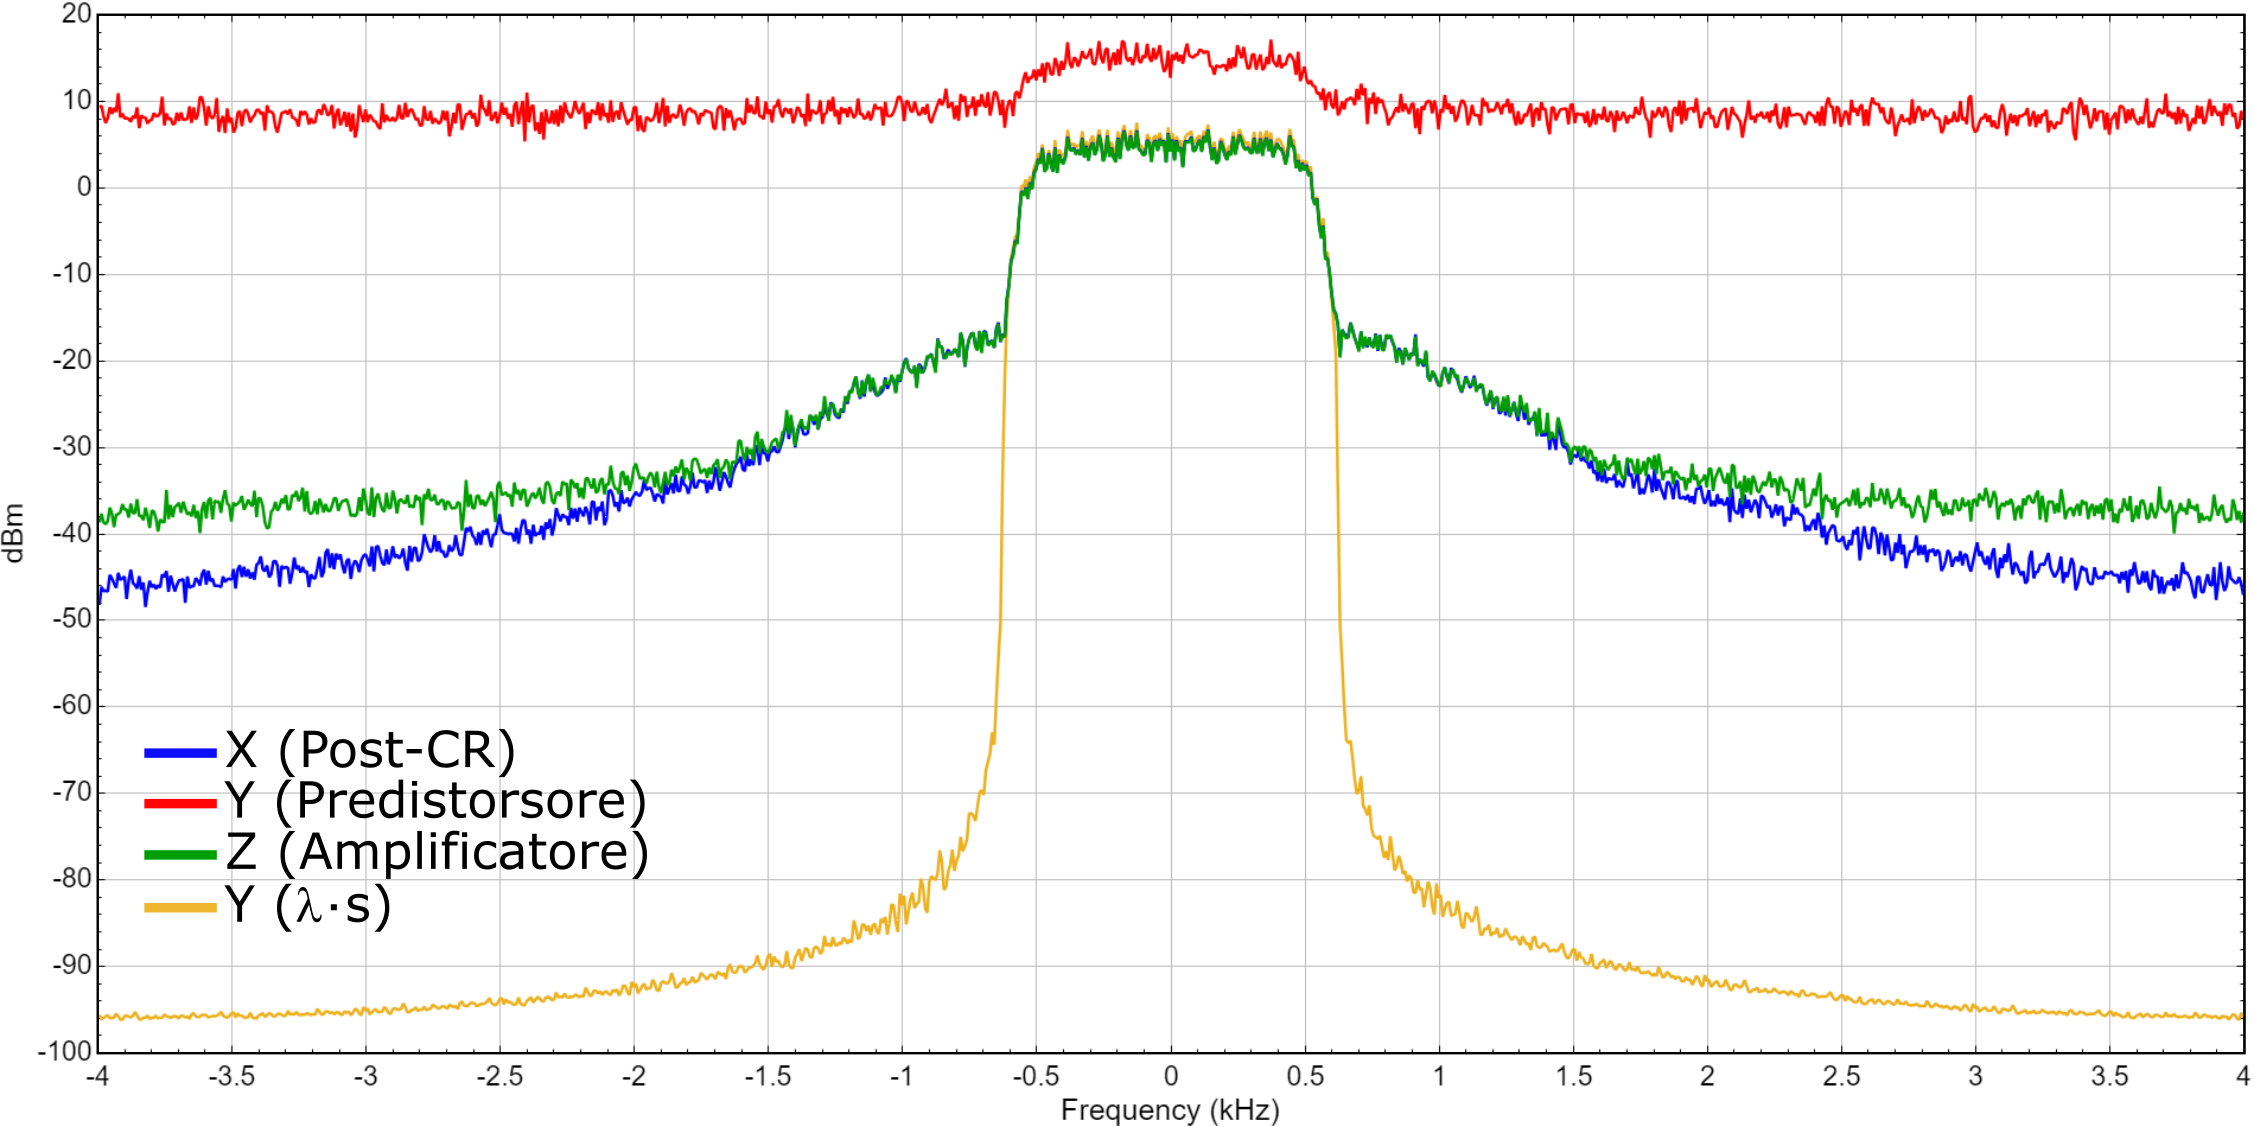 20
10
0
-10
-20
-30
-40
-50
-60
-70
-80
-90
-100
dBm
X (Post-CR)
Y (Predistorsore)
Z (Amplificatore)
Y (λ·s)
-4 -3.5 -3 -2.5 -2 -1.5 -1 -0.5 0 0.5 1 1.5 2 2.5 3 3.5 4
Frequency (kHz)